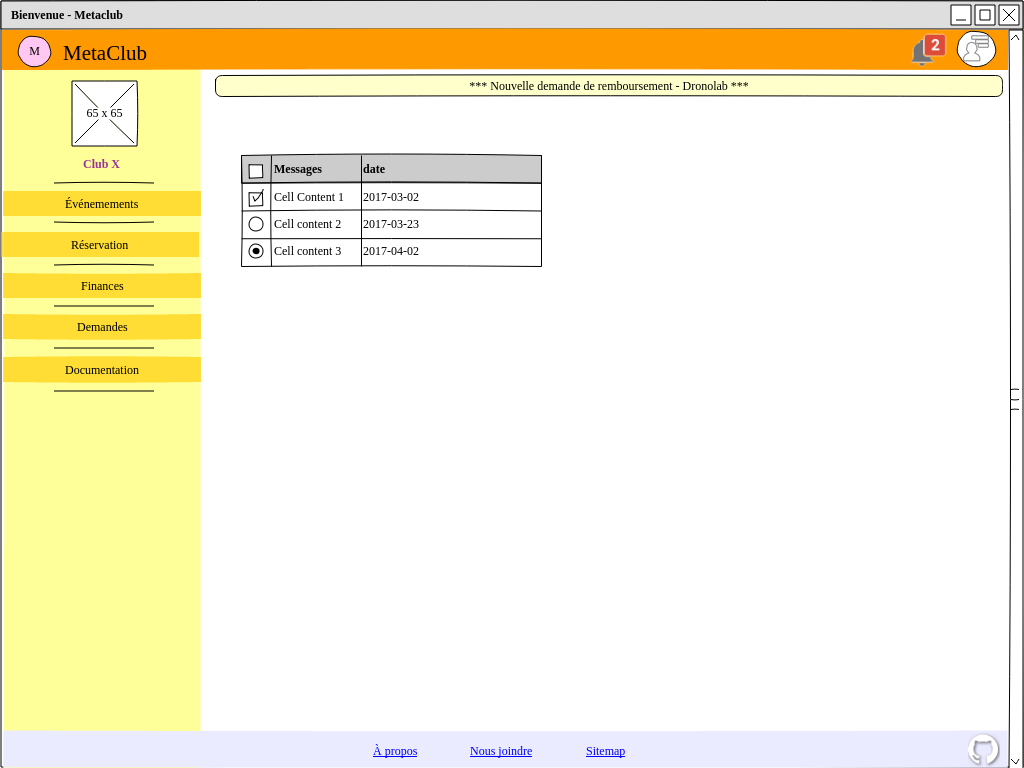 Bienvenue - Metaclub
M
MetaClub
2
*** Nouvelle demande de remboursement - Dronolab ***
65 x 65
Club X
Événemements
Réservation
Finances
Demandes
Documentation
Messages date
Cell Content 1 2017-03-02
Cell content 2 2017-03-23
Cell content 3 2017-04-02
À propos Nous joindre Sitemap